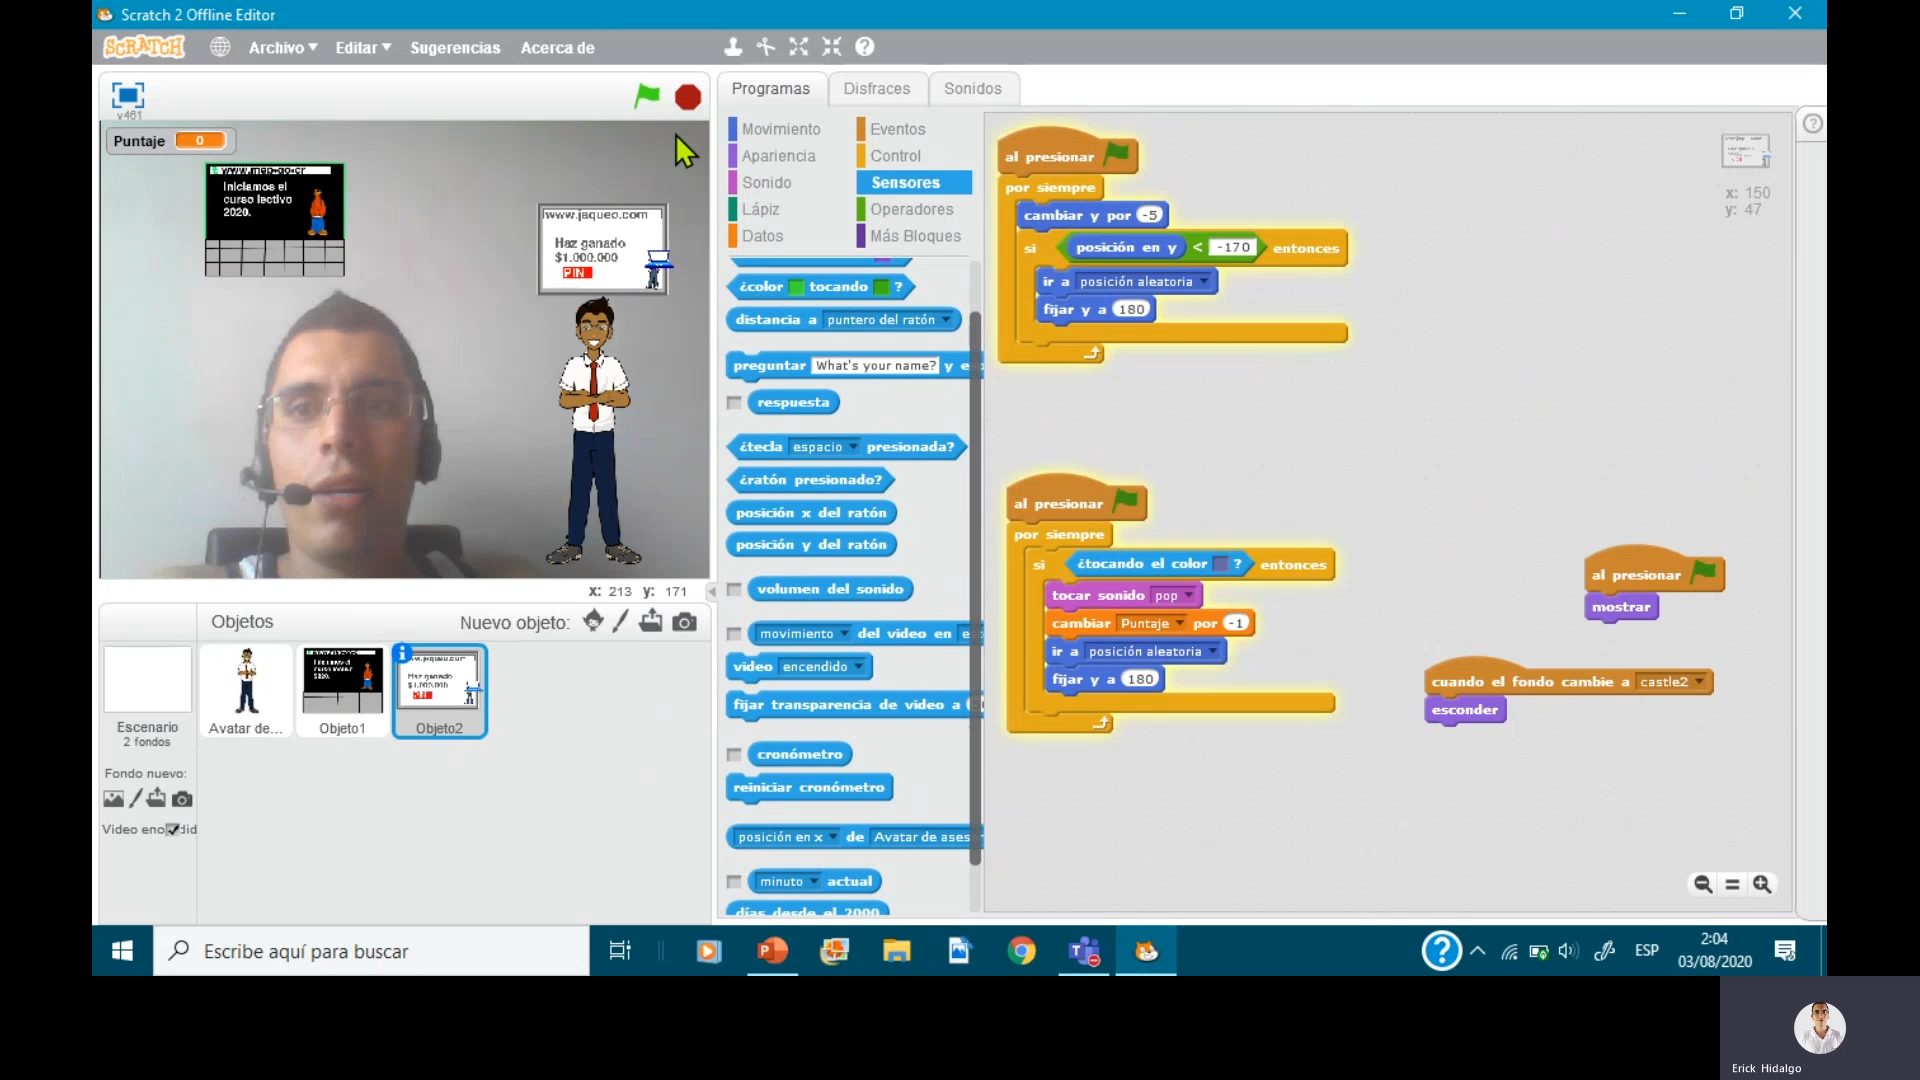 Scratch 2 Offline Editor
SCRATCH
Archivo
Editar
Sugerencias
Acerca de
v461
Puntaje 0
www.mep.go.cr
Iniciamos el
curso lectivo
2020.
www.jaqueo.com
Haz ganado
$1.000.000
PIN
x: 213 y: 171
Objetos
Nuevo objeto:
Escenario
2 fondos
Avatar de...
Objeto1
Objeto2
Fondo nuevo:
Programas
Disfraces
Sonidos
Movimiento
Apariencia
Sonido
Lápiz
Datos
Eventos
Control
Sensores
Operadores
Más Bloques
¿color tocando ?
distancia a puntero del ratón
preguntar What's your name? y
respuesta
¿tecla espacio presionada?
¿ratón presionado?
posición x del ratón
posición y del ratón
volumen del sonido
movimiento del video en
video encendido
fijar transparencia de video a
cronómetro
reiniciar cronómetro
posición en x de Avatar de
minuto actual
días desde el 2000
al presionar
por siempre
cambiar y por -5
si posición en y < -170 entonces
ir a posición aleatoria
fijar y a 180
al presionar
por siempre
si ¿tocando el color ? entonces
tocar sonido pop
cambiar Puntaje por -1
ir a posición aleatoria
fijar y a 180
al presionar
mostrar
cuando el fondo cambie a castle2
esconder
x: 150
y: 47
Escribe aquí para buscar
ESP
2:04
03/08/2020
Erick Hidalgo